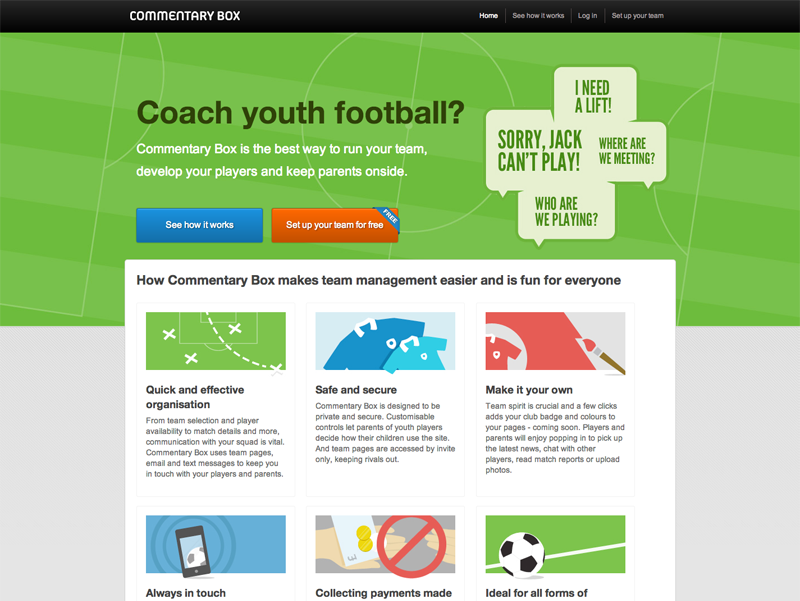 COMMENTARY BOX
Home
See how it works
Log in
Set up your team
Coach youth football?
Commentary Box is the best way to run your team,
develop your players and keep parents onside.
See how it works
Set up your team for free
FREE
I NEED
A LIFT!
SORRY, JACK
CAN'T PLAY!
WHERE ARE
WE MEETING?
WHO ARE
WE PLAYING?
How Commentary Box makes team management easier and is fun for everyone
Quick and effective
organisation
From team selection and player
availability to match details and more,
communication with your squad is vital.
Commentary Box uses team pages,
email and text messages to keep you
in touch with your players and parents.
Safe and secure
Commentary Box is designed to be
private and secure. Customisable
controls let parents of youth players
decide how their children use the site.
And team pages are accessed by invite
only, keeping rivals out.
Make it your own
Team spirit is crucial and a few clicks
adds your club badge and colours to
your pages - coming soon. Players and
parents will enjoy popping in to pick up
the latest news, chat with other
players, read match reports or upload
photos.
Always in touch
Collecting payments made
Ideal for all forms of